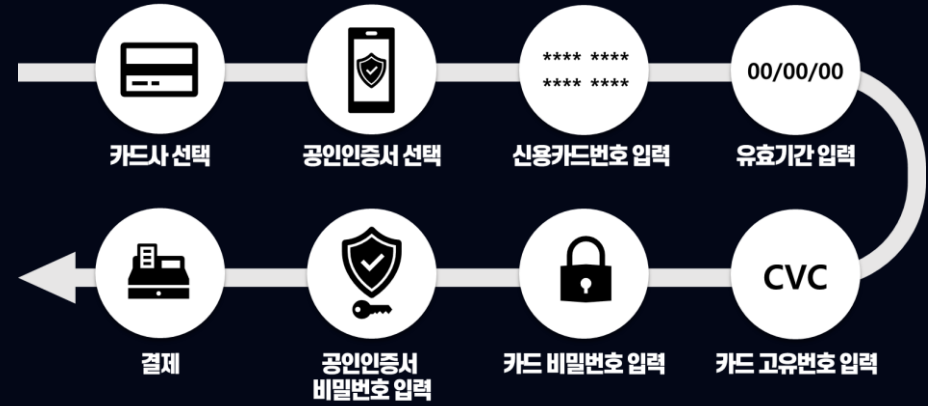 **** ****
**** ****
00/00/00
카드사 선택
공인인증서 선택
신용카드번호 입력
유효기간 입력
CVC
카드 고유번호 입력
카드 비밀번호 입력
공인인증서
비밀번호 입력
결제